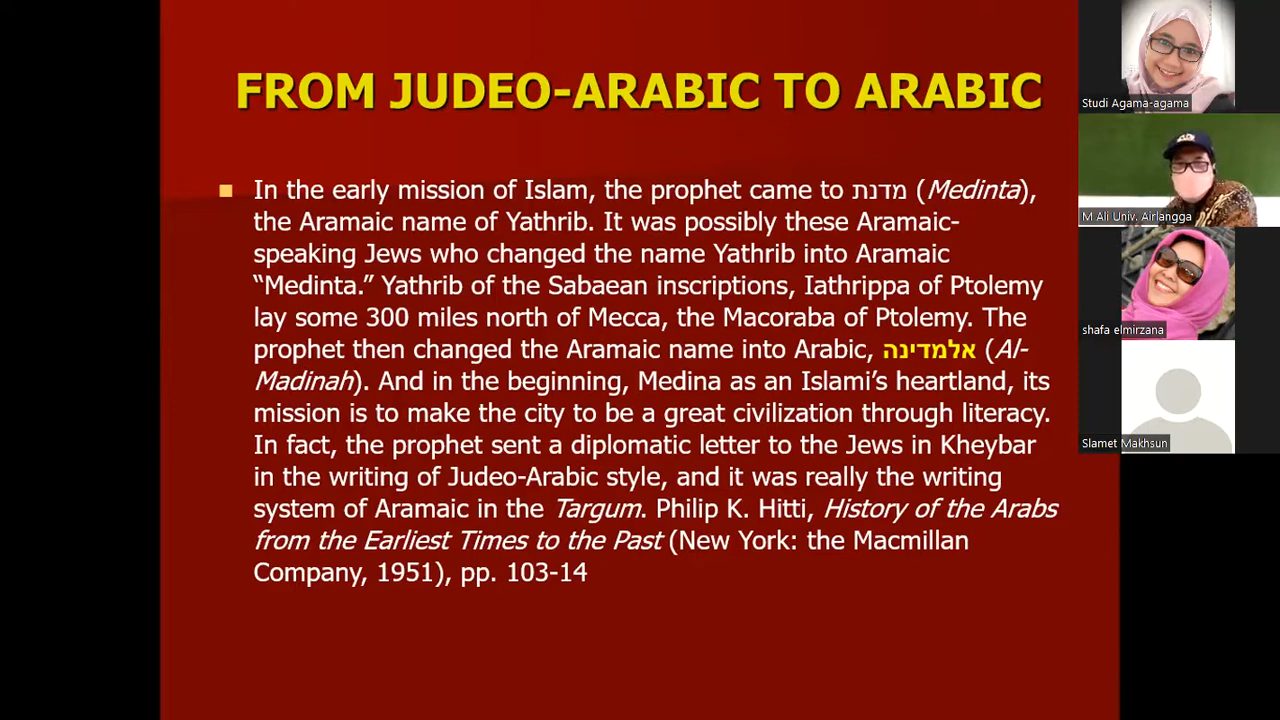 FROM JUDEO-ARABIC TO ARABIC
In the early mission of Islam, the prophet came to מדנת (Medinta),
the Aramaic name of Yathrib. It was possibly these Aramaic-
speaking Jews who changed the name Yathrib into Aramaic
“Medinta.” Yathrib of the Sabaean inscriptions, Iathrippa of Ptolemy
lay some 300 miles north of Mecca, the Macoraba of Ptolemy. The
prophet then changed the Aramaic name into Arabic, אלמדינה (Al-
Madinah). And in the beginning, Medina as an Islami’s heartland, its
mission is to make the city to be a great civilization through literacy.
In fact, the prophet sent a diplomatic letter to the Jews in Kheybar
in the writing of Judeo-Arabic style, and it was really the writing
system of Aramaic in the Targum. Philip K. Hitti, History of the Arabs
from the Earliest Times to the Past (New York: the Macmillan
Company, 1951), pp. 103-14
Studi Agama-agama
M Ali Univ. Airlangga
shafa elmirzana
Slamet Makhsun